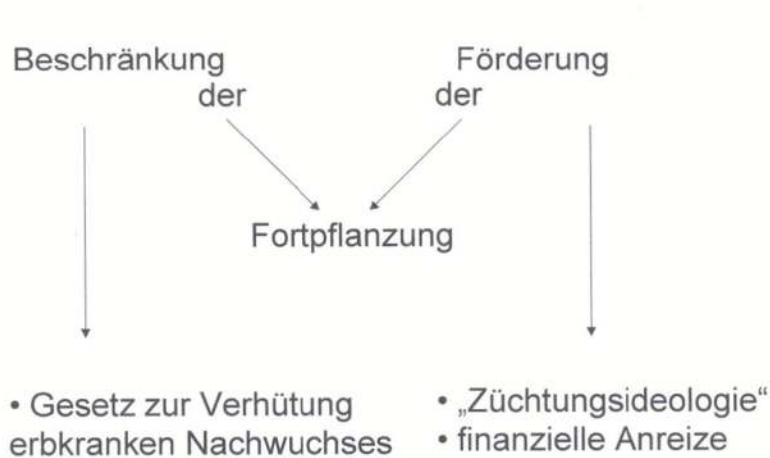 Beschränkung
der
Förderung
der
Fortpflanzung
• Gesetz zur Verhütung
erbkranken Nachwuchses
• „Züchtungsideologie“
• finanzielle Anreize